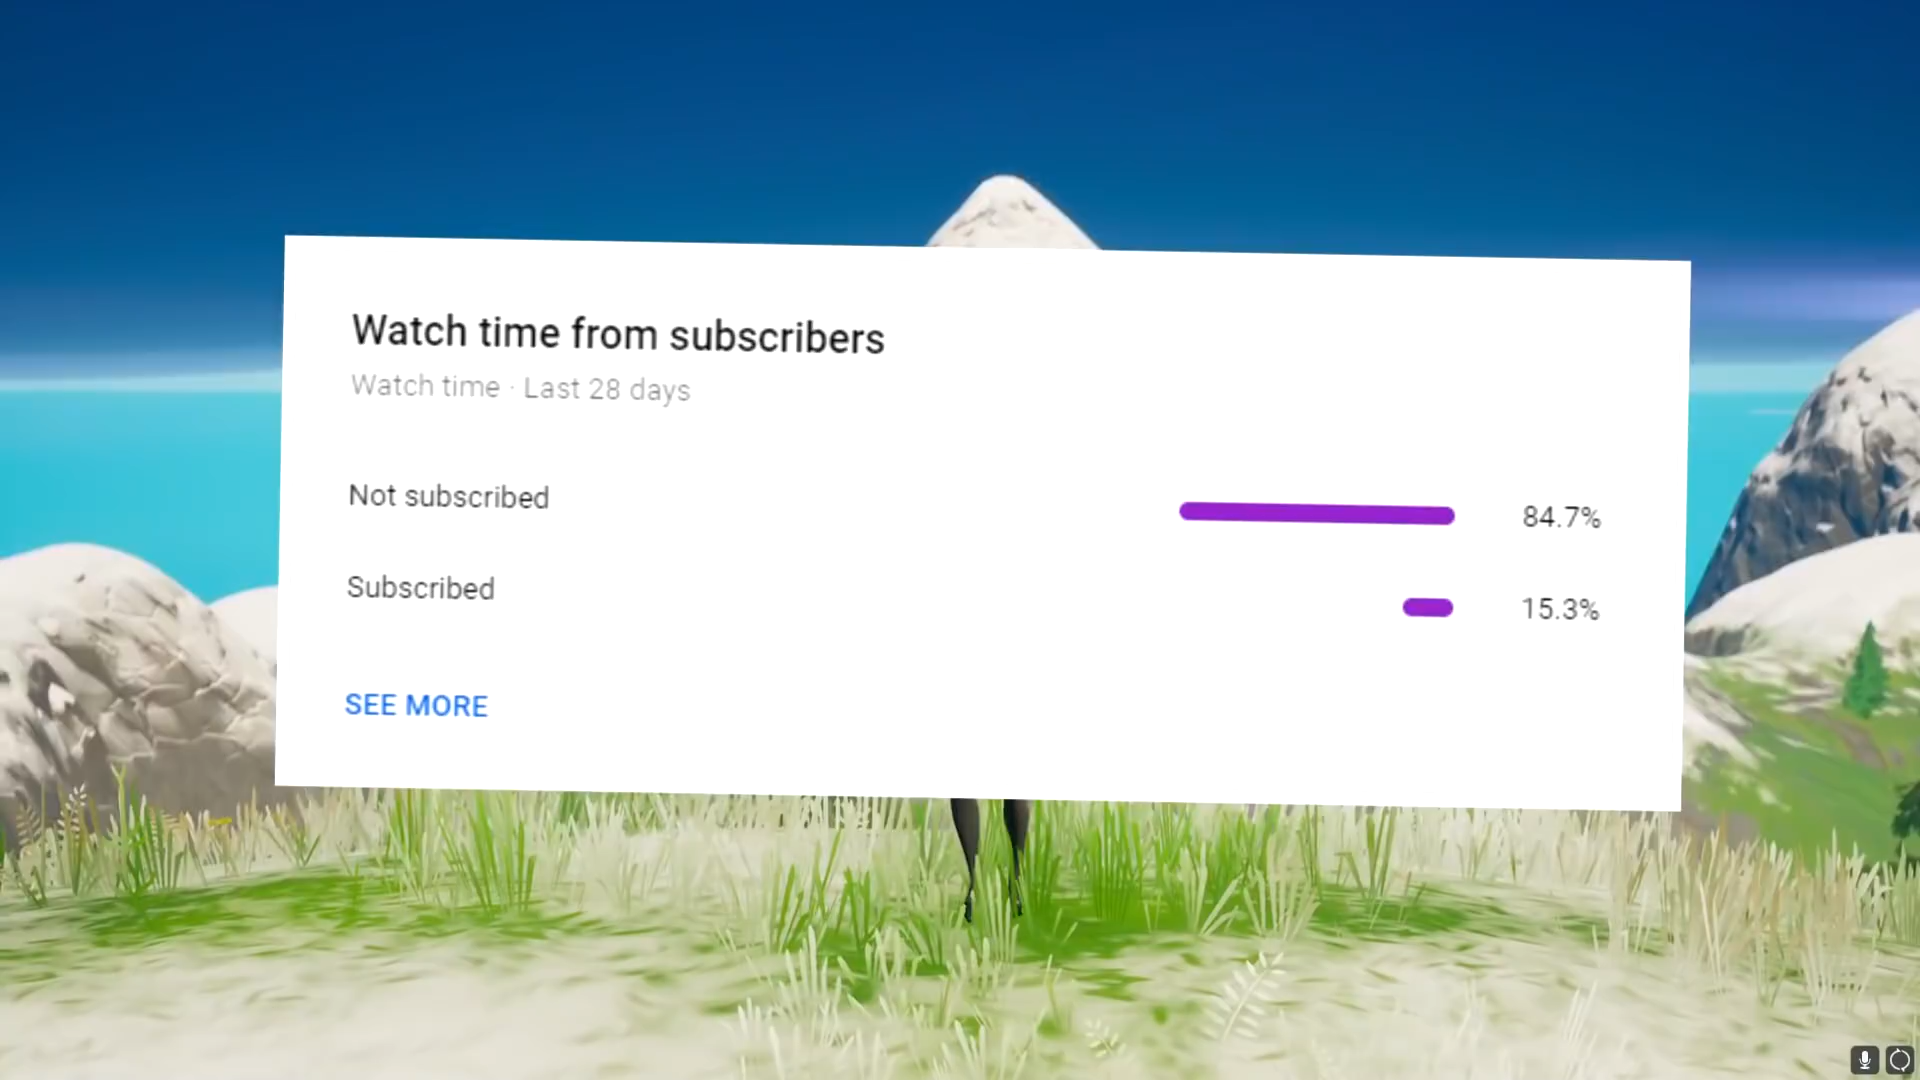 Watch time from subscribers
Watch time · Last 28 days
Not subscribed 84.7%
Subscribed 15.3%
SEE MORE